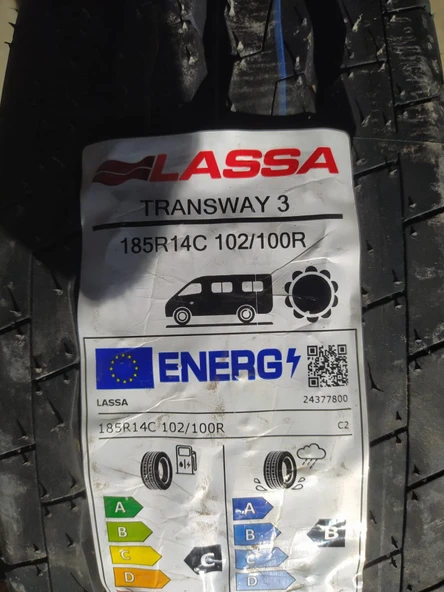 LASSA
TRANSWAY 3
185R14C 102/100R
ENERG
LASSA 24377800
185R14C 102/100R C2
A A
B B B
C C C
D D